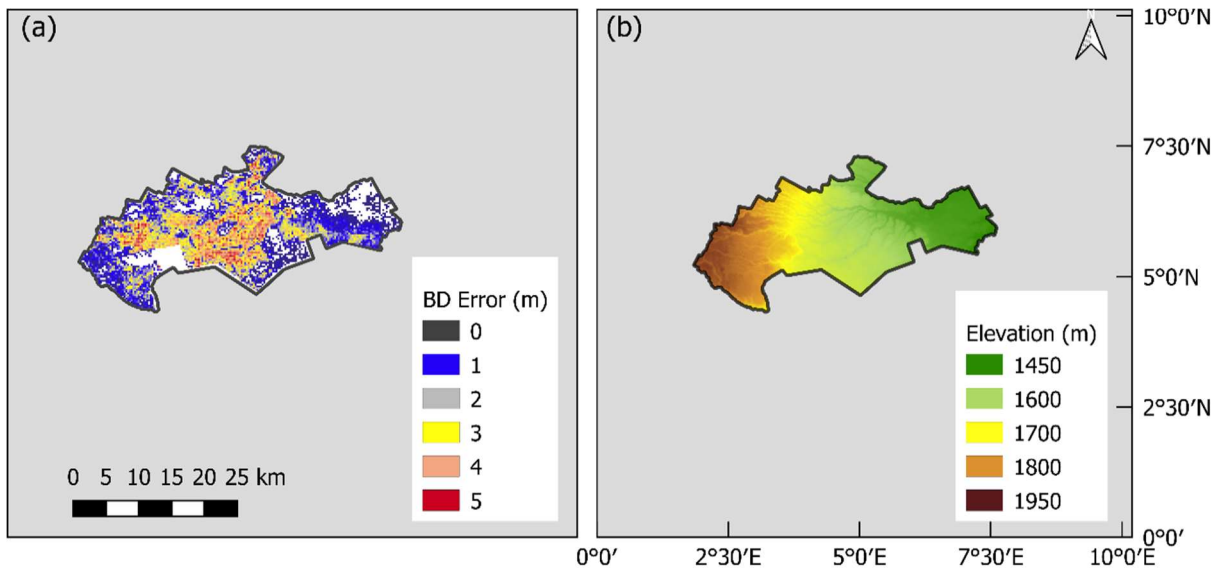 (a)
BD Error (m)
0
1
2
3
4
5
0 5 10 15 20 25 km
(b)
N
Elevation (m)
1450
1600
1700
1800
1950
10°0′N
7°30′N
5°0′N
2°30′N
0°0′
0°0′ 2°30′E 5°0′E 7°30′E 10°0′E